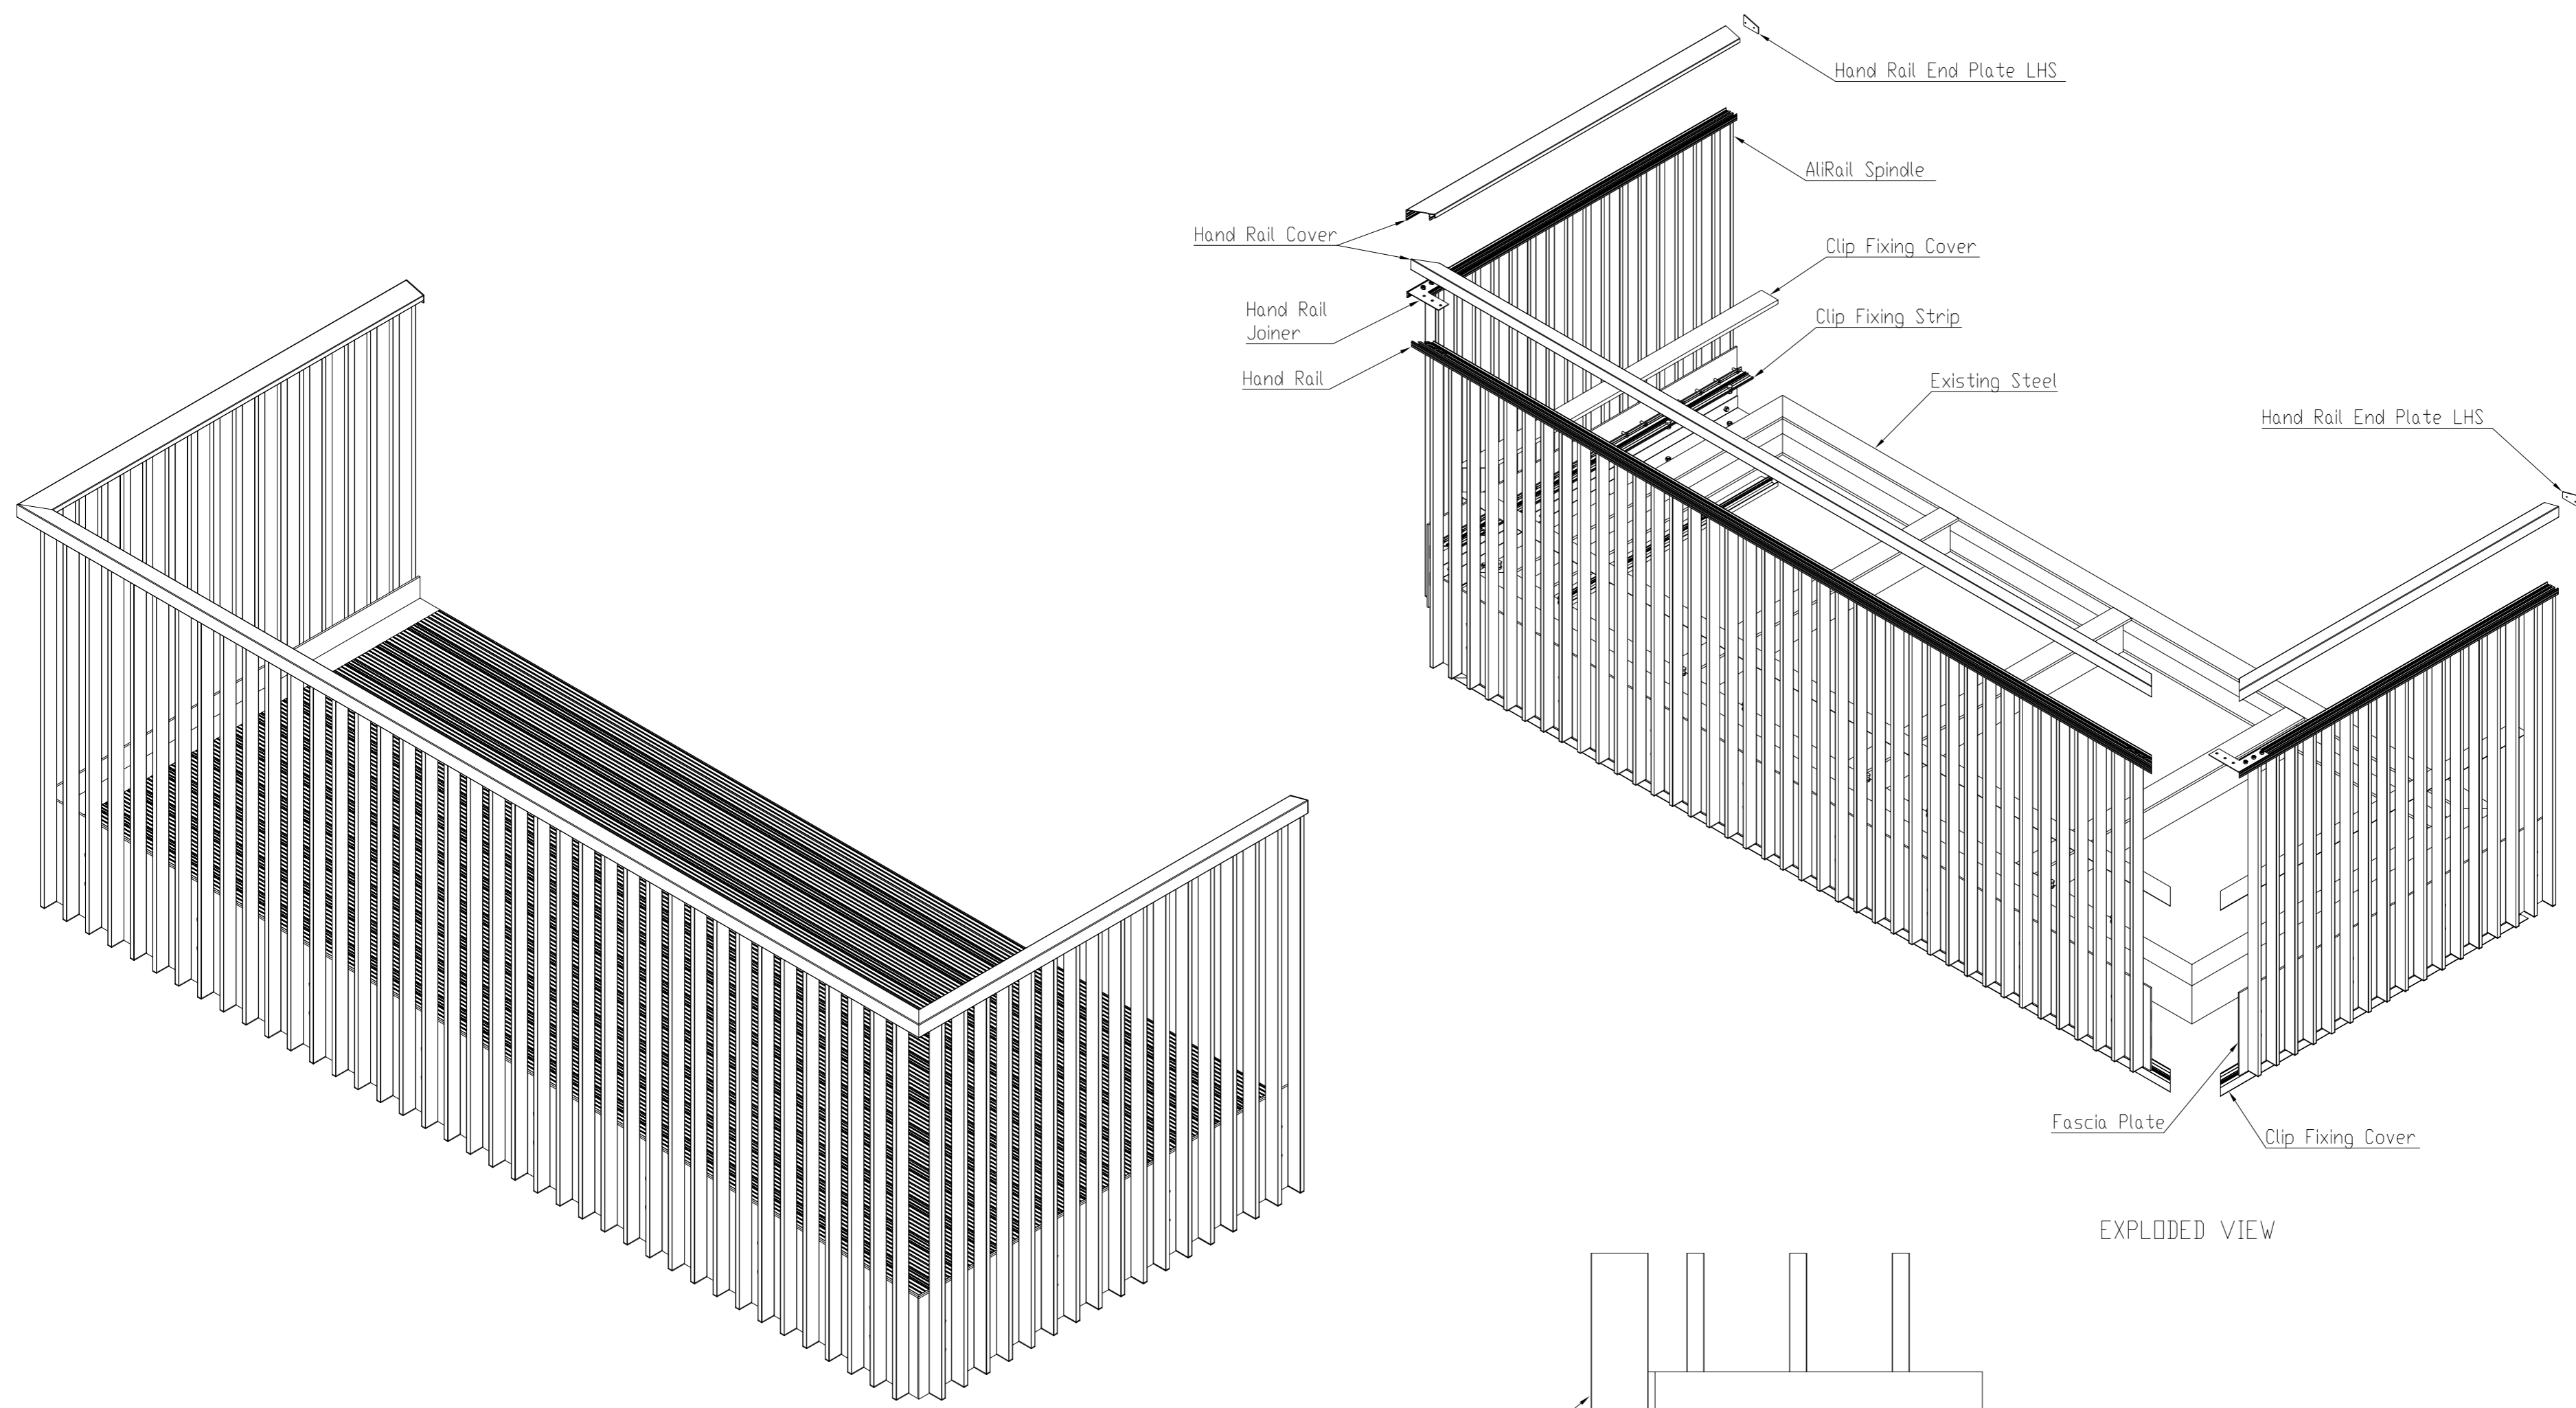 Hand Rail End Plate LHS
AliRail Spindle
Hand Rail Cover
Clip Fixing Cover
Hand Rail
Joiner
Clip Fixing Strip
Hand Rail
Existing Steel
Hand Rail End Plate LHS
Fascia Plate
Clip Fixing Cover
EXPLODED VIEW